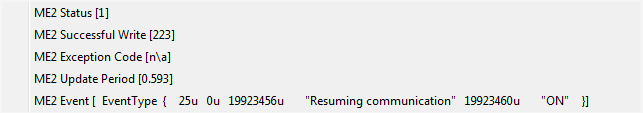 ME2 Status [1]
ME2 Successful Write [223]
ME2 Exception Code [n\a]
ME2 Update Period [0.593]
ME2 Event [ EventType { 25u 0u 19923456u "Resuming communication" 19923460u "ON" }]